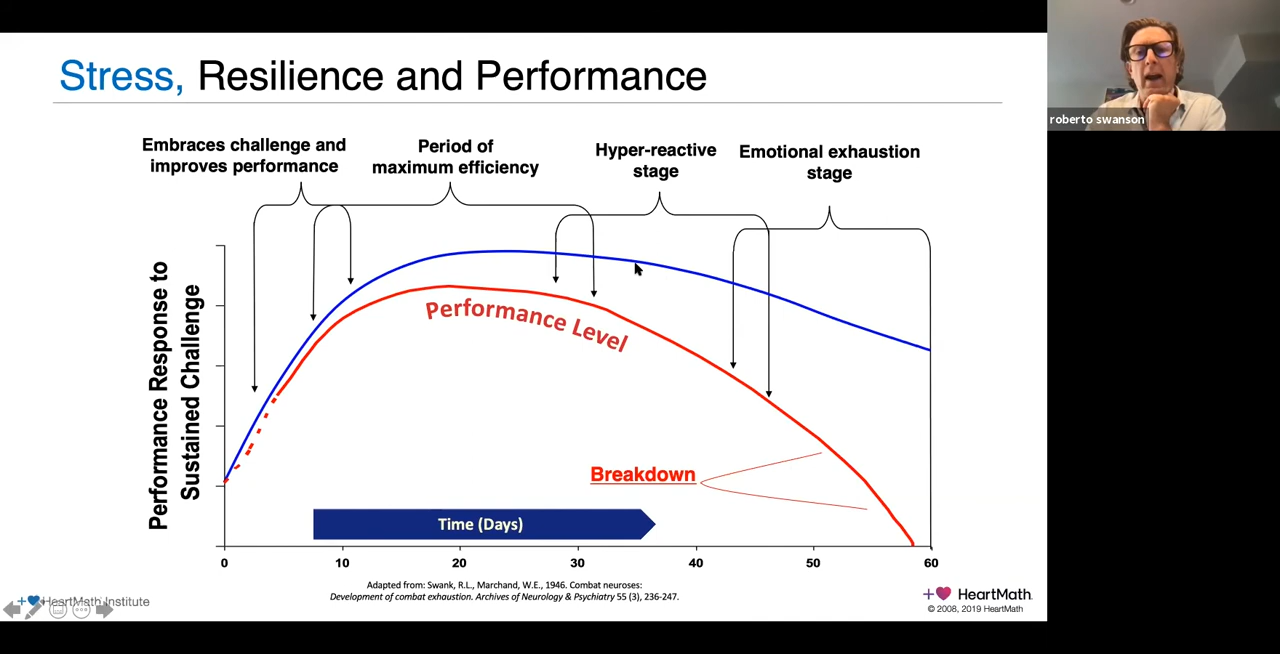 Stress, Resilience and Performance
roberto swanson
Embraces challenge and
improves performance
Period of
maximum efficiency
Hyper-reactive
stage
Emotional exhaustion
stage
Performance Response to
Sustained Challenge
Performance Level
Breakdown
Time (Days)
0 10 20 30 40 50 60
Adapted from: Swank, R.L., Marchand, W.E., 1946. Combat neuroses:
Development of combat exhaustion. Archives of Neurology & Psychiatry 55 (3), 236-247.
HeartMath Institute
HeartMath.
© 2008, 2019 HeartMath